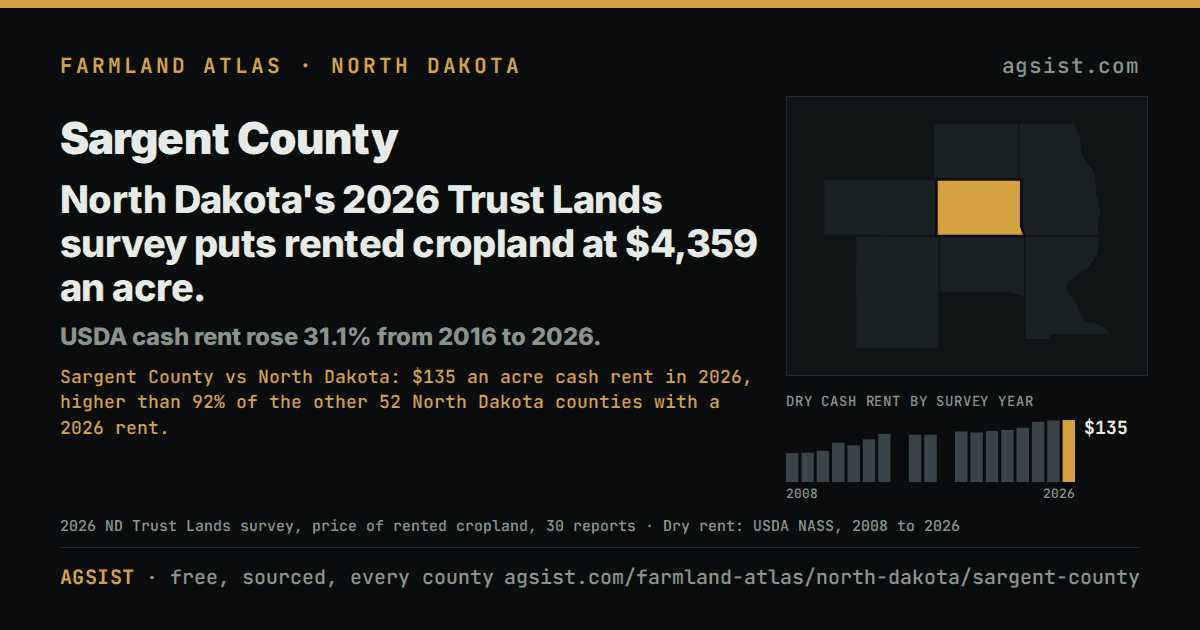 FARMLAND ATLAS · NORTH DAKOTA
agsist.com
Sargent County
North Dakota's 2026 Trust Lands
survey puts rented cropland at $4,359
an acre.
USDA cash rent rose 31.1% from 2016 to 2026.
Sargent County vs North Dakota: $135 an acre cash rent in 2026,
higher than 92% of the other 52 North Dakota counties with a
2026 rent.
DRY CASH RENT BY SURVEY YEAR
$135
2008 2026
2026 ND Trust Lands survey, price of rented cropland, 30 reports · Dry rent: USDA NASS, 2008 to 2026
AGSIST · free, sourced, every county agsist.com/farmland-atlas/north-dakota/sargent-county